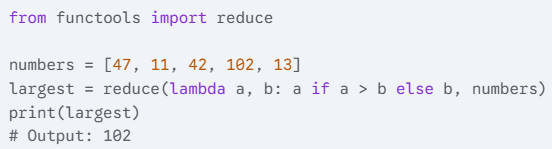 from functools import reduce

numbers = [47, 11, 42, 102, 13]
largest = reduce(lambda a, b: a if a > b else b, numbers)
print(largest)
# Output: 102